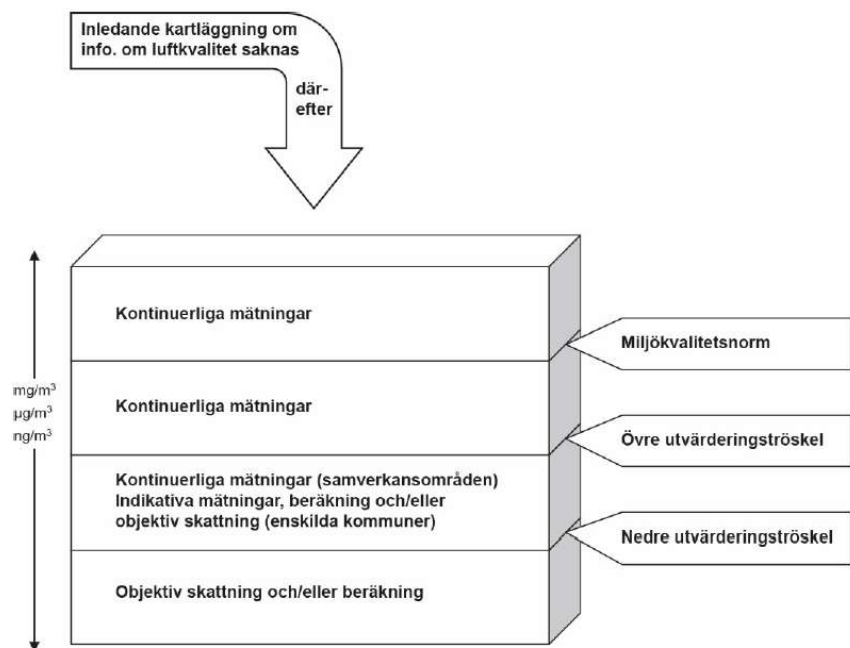 Inledande kartläggning om
info. om luftkvalitet saknas
där-
efter
Kontinuerliga mätningar
Miljökvalitetsnorm
mg/m³
µg/m³
ng/m³
Kontinuerliga mätningar
Övre utvärderingströskel
Kontinuerliga mätningar (samverkansområden)
Indikativa mätningar, beräkning och/eller
objektiv skattning (enskilda kommuner)
Nedre utvärderingströskel
Objektiv skattning och/eller beräkning